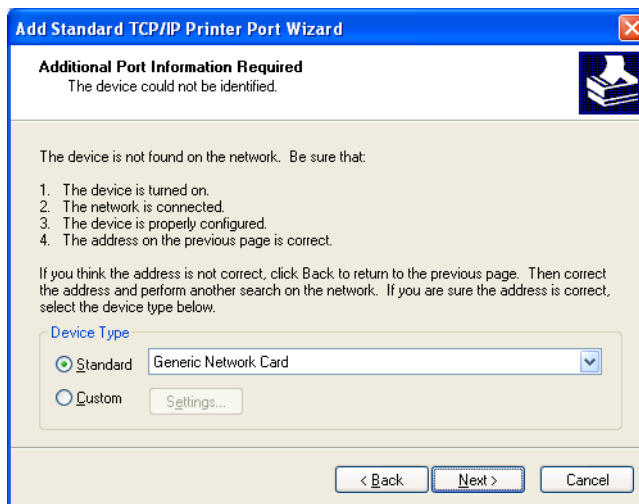 Add Standard TCP/IP Printer Port Wizard
Additional Port Information Required
The device could not be identified.
The device is not found on the network. Be sure that:
1. The device is turned on.
2. The network is connected.
3. The device is properly configured.
4. The address on the previous page is correct.
If you think the address is not correct, click Back to return to the previous page. Then correct
the address and perform another search on the network. If you are sure the address is correct,
select the device type below.
Device Type
Standard Generic Network Card
Custom Settings...
< Back Next > Cancel